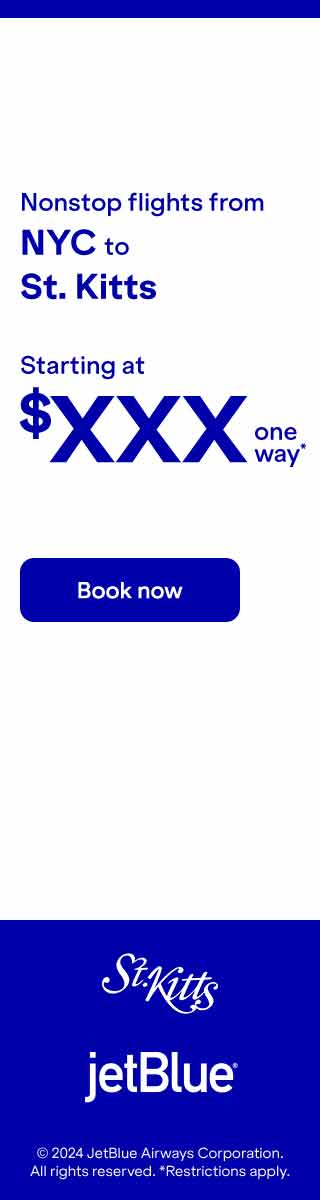 Nonstop flights from
NYC to
St. Kitts
Starting at
$XXX one way*
Book now
St. Kitts
jetBlue®
© 2024 JetBlue Airways Corporation.
All rights reserved. *Restrictions apply.